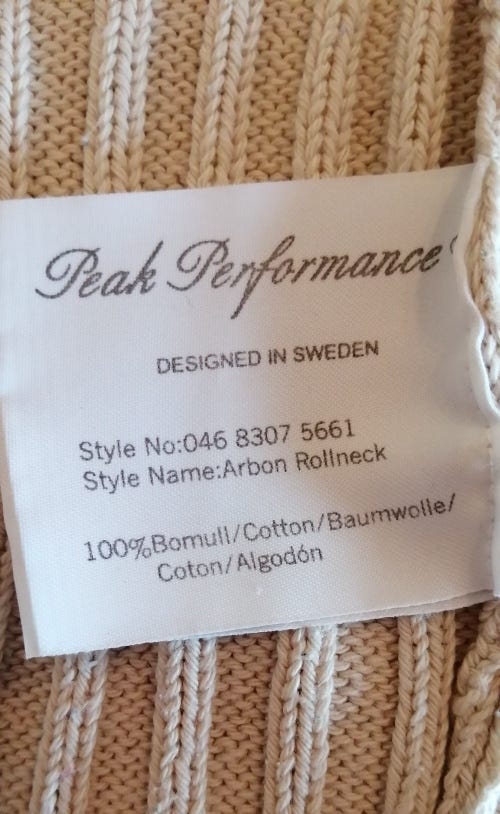 Peak Performance
DESIGNED IN SWEDEN
Style No:046 8307 5661
Style Name:Arbon Rollneck
100%Bomull/Cotton/Baumwolle/
Coton/Algodón